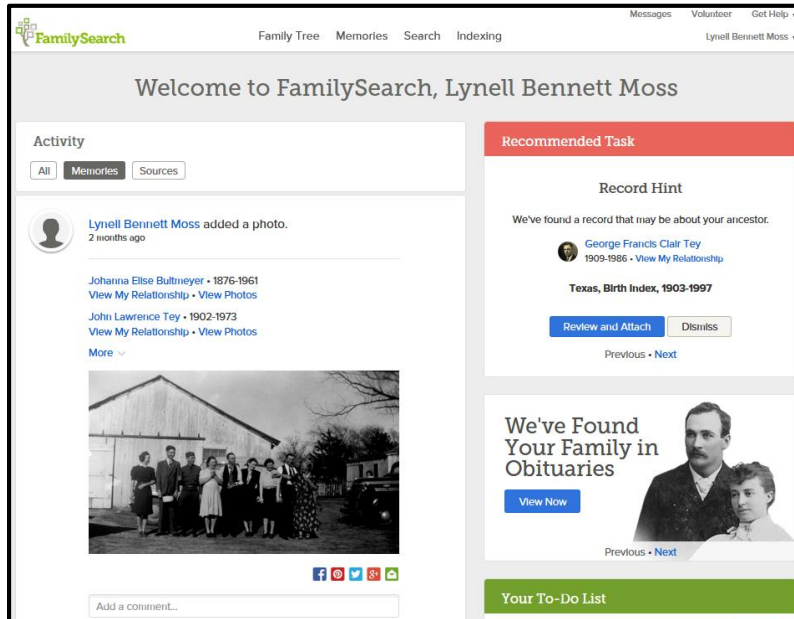 Messages Volunteer Get Help
FamilySearch
Family Tree Memories Search Indexing
Lynell Bennett Moss
Welcome to FamilySearch, Lynell Bennett Moss
Activity
All Memories Sources
Lynell Bennett Moss added a photo.
2 months ago
Johanna Elise Bultmeyer • 1876-1961
View My Relationship • View Photos
John Lawrence Tey • 1902-1973
View My Relationship • View Photos
More
Add a comment...
Recommended Task
Record Hint
We've found a record that may be about your ancestor.
George Francis Clair Tey
1909-1986 • View My Relationship
Texas, Birth Index, 1903-1997
Review and Attach Dismiss
Previous • Next
We've Found
Your Family in
Obituaries
View Now
Previous • Next
Your To-Do List